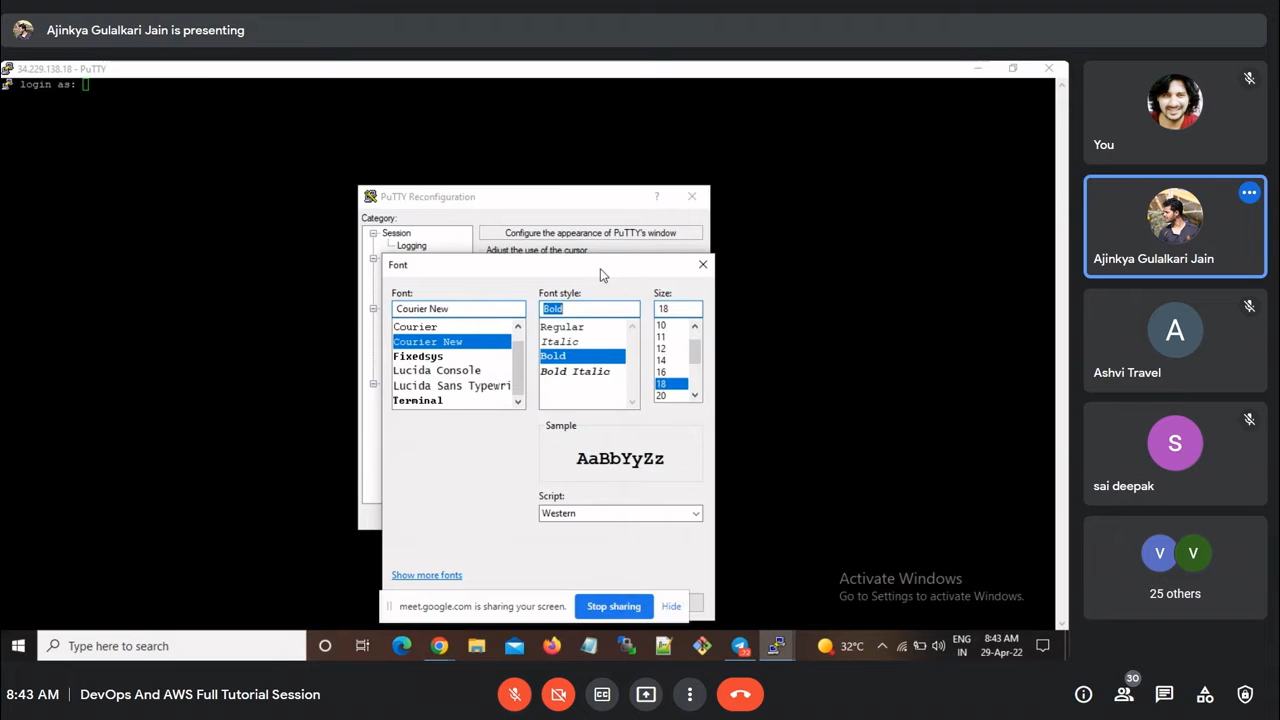 Ajinkya Gulalkari Jain is presenting
34.229.138.18 - PuTTY
login as:
PuTTY Reconfiguration
?
Category:
Session
Logging
Configure the appearance of PuTTY's window
Adjust the use of the cursor
Font
Font:
Font style:
Size:
Courier New
Bold
18
Courier
Courier New
Fixedsys
Lucida Console
Lucida Sans Typewri
Terminal
Regular
Italic
Bold
Bold Italic
10
11
12
14
16
18
20
Sample
AaBbYyZz
Script:
Western
Show more fonts
meet.google.com is sharing your screen.
Stop sharing
Hide
Activate Windows
Go to Settings to activate Windows.
Type here to search
32°C
ENG
IN
8:43 AM
29-Apr-22
You
Ajinkya Gulalkari Jain
A
Ashvi Travel
S
sai deepak
V
V
25 others
8:43 AM | DevOps And AWS Full Tutorial Session
30